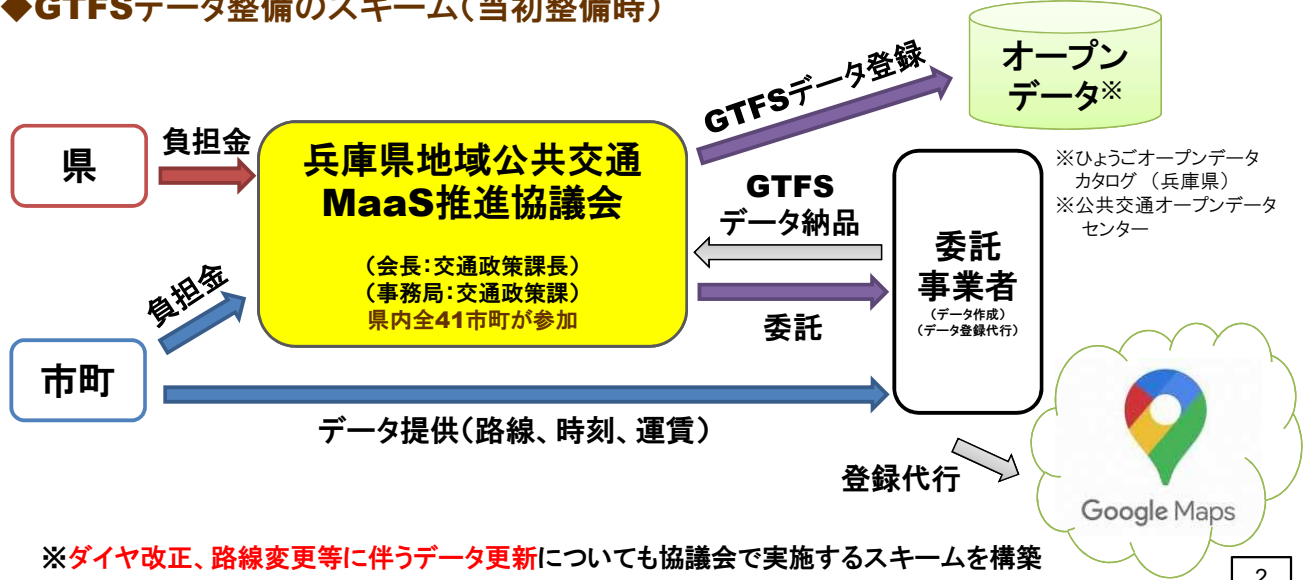 ◆GTFSデータ整備のスキーム(当初整備時)
県
負担金
兵庫県地域公共交通
MaaS推進協議会
(会長:交通政策課長)
(事務局:交通政策課)
県内全41市町が参加
GTFSデータ登録
オープン
データ※
※ひょうごオープンデータ
カタログ (兵庫県)
※公共交通オープンデータ
センター
GTFS
データ納品
委託
委託
事業者
(データ作成)
(データ登録代行)
負担金
市町
データ提供(路線、時刻、運賃)
登録代行
Google Maps
※ダイヤ改正、路線変更等に伴うデータ更新についても協議会で実施するスキームを構築
2